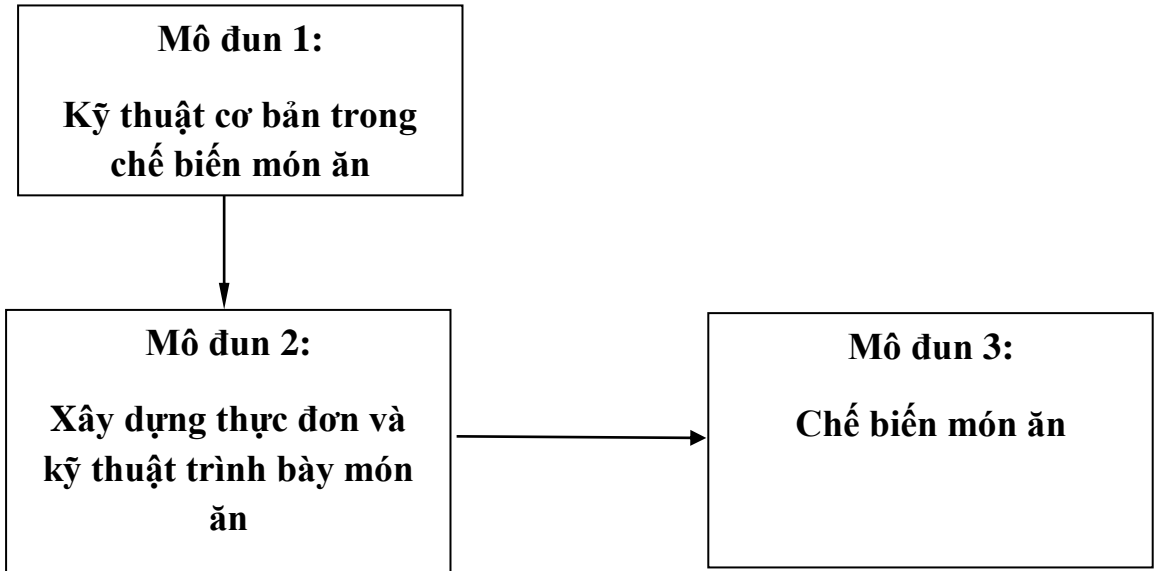 Mô đun 1:
Kỹ thuật cơ bản trong
chế biến món ăn
Mô đun 2:
Xây dựng thực đơn và
kỹ thuật trình bày món
ăn
Mô đun 3:
Chế biến món ăn